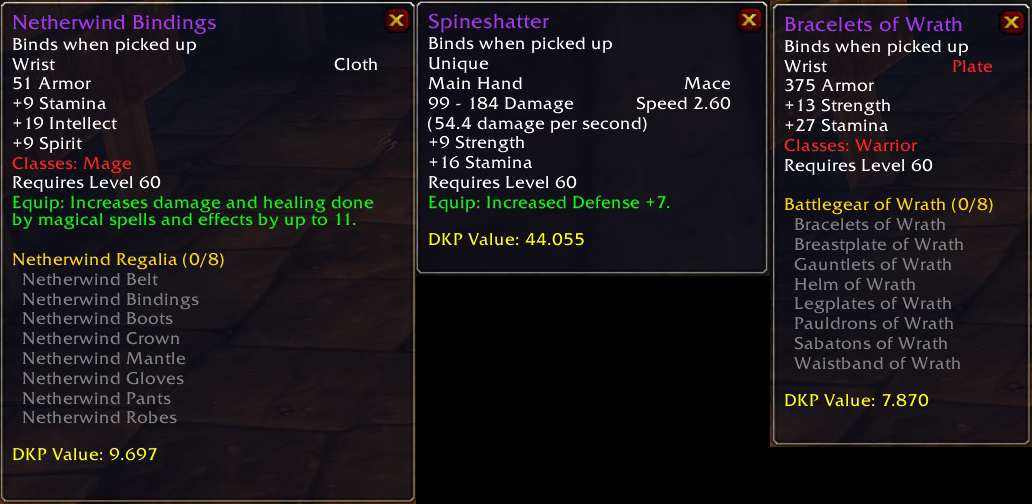 Netherwind Bindings
Binds when picked up
Wrist Cloth
51 Armor
+9 Stamina
+19 Intellect
+9 Spirit
Classes: Mage
Requires Level 60
Equip: Increases damage and healing done
by magical spells and effects by up to 11.
Netherwind Regalia (0/8)
Netherwind Belt
Netherwind Bindings
Netherwind Boots
Netherwind Crown
Netherwind Mantle
Netherwind Gloves
Netherwind Pants
Netherwind Robes
DKP Value: 9.697
Spineshatter
Binds when picked up
Unique
Main Hand Mace
99 - 184 Damage Speed 2.60
(54.4 damage per second)
+9 Strength
+16 Stamina
Requires Level 60
Equip: Increased Defense +7.
DKP Value: 44.055
Bracelets of Wrath
Binds when picked up
Wrist Plate
375 Armor
+13 Strength
+27 Stamina
Classes: Warrior
Requires Level 60
Battlegear of Wrath (0/8)
Bracelets of Wrath
Breastplate of Wrath
Gauntlets of Wrath
Helm of Wrath
Legplates of Wrath
Pauldrons of Wrath
Sabatons of Wrath
Waistband of Wrath
DKP Value: 7.870